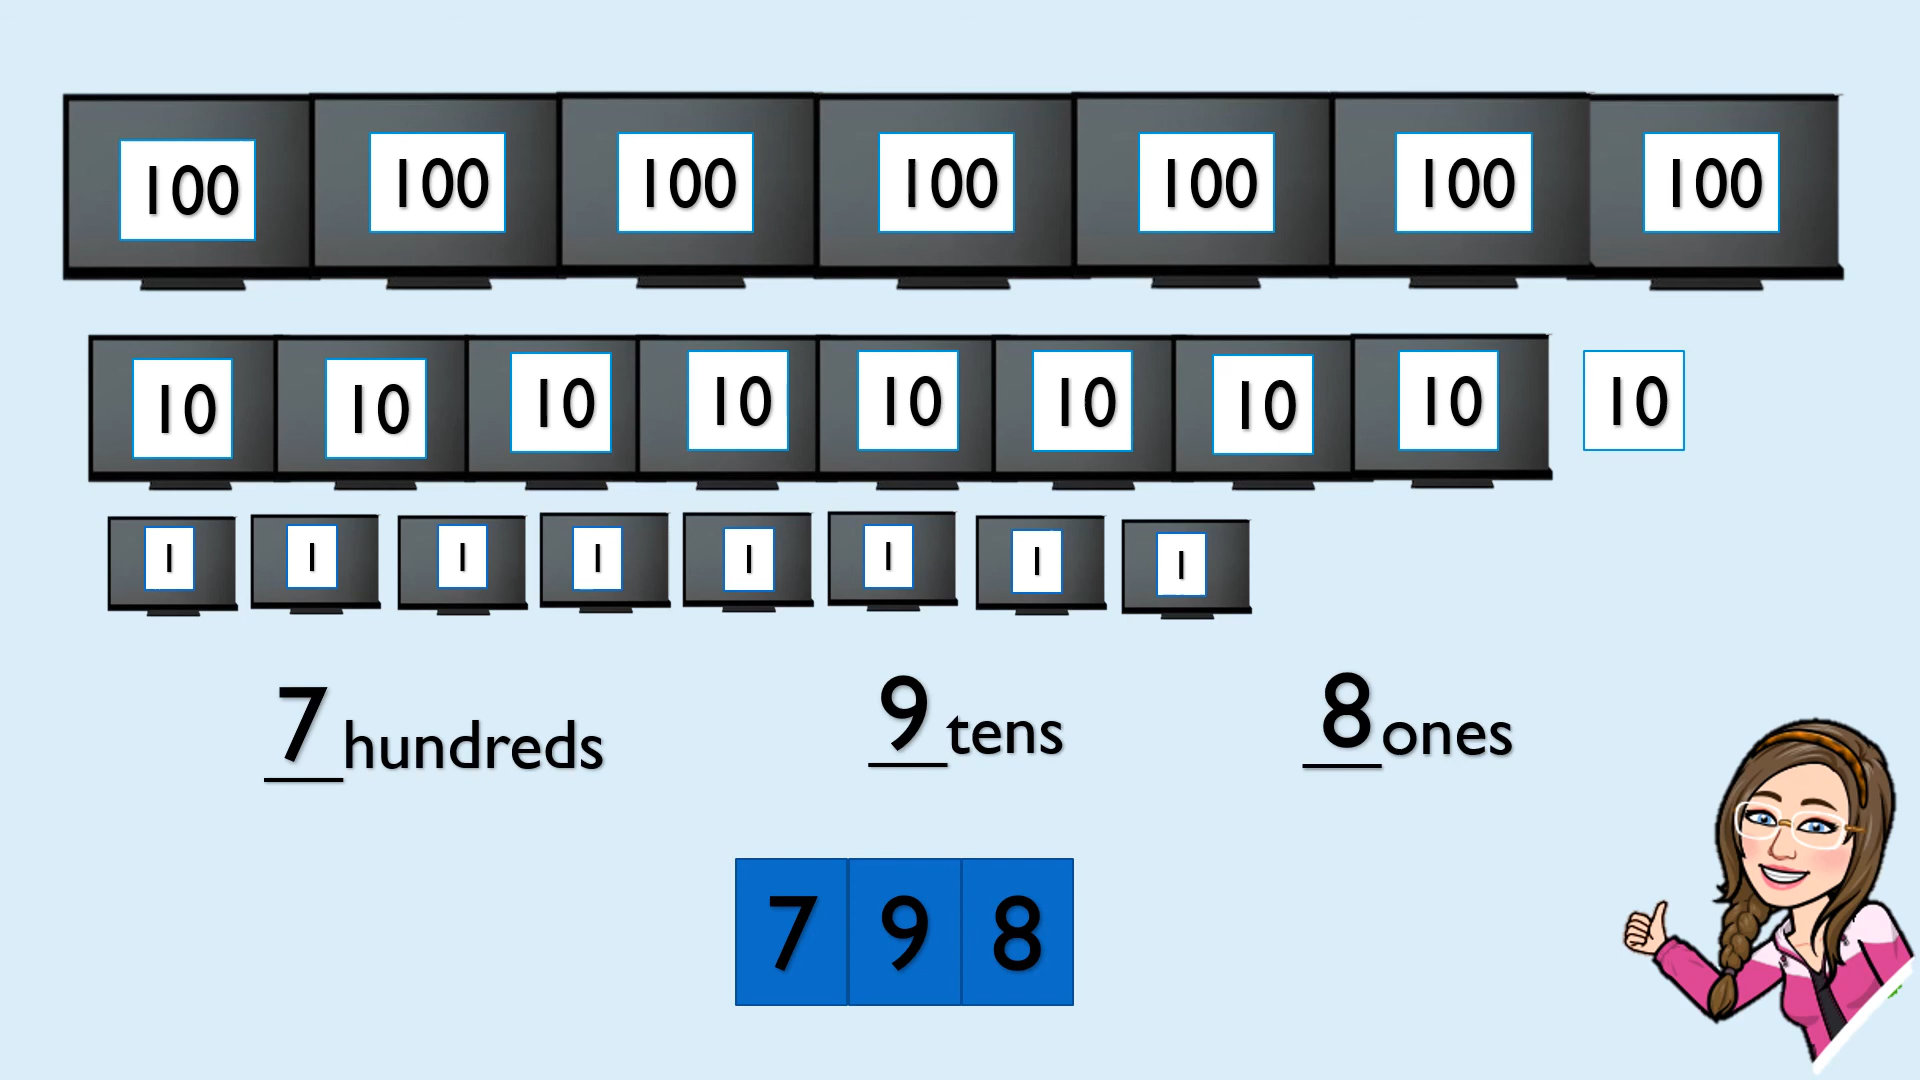 100 100 100 100 100 100 100
10 10 10 10 10 10 10 10 10
1 1 1 1 1 1 1 1
7 hundreds 9 tens 8 ones
7 9 8